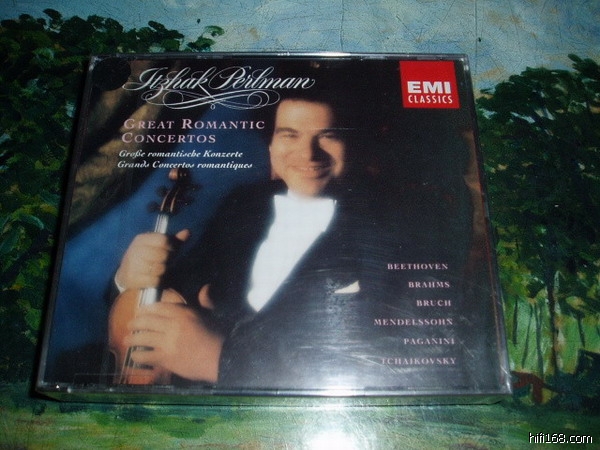 Itzhak Perlman
EMI
CLASSICS
GREAT ROMANTIC
CONCERTOS
Große romantische Konzerte
Grands Concertos romantiques
BEETHOVEN
BRAHMS
BRUCH
MENDELSSOHN
PAGANINI
TCHAIKOVSKY
hifi168.com